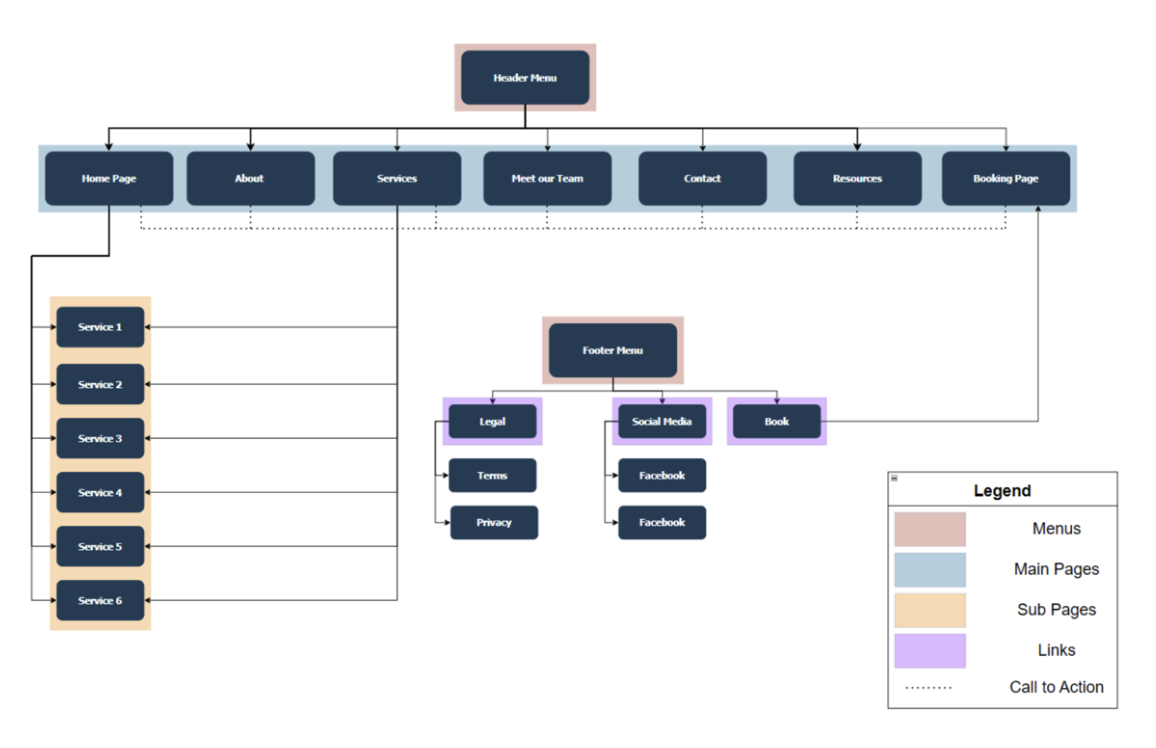 Header Menu
Home Page
About
Services
Meet our Team
Contact
Resources
Booking Page
Service 1
Service 2
Service 3
Service 4
Service 5
Service 6
Footer Menu
Legal
Social Media
Book
Terms
Facebook
Privacy
Facebook
Legend
Menus
Main Pages
Sub Pages
Links
Call to Action